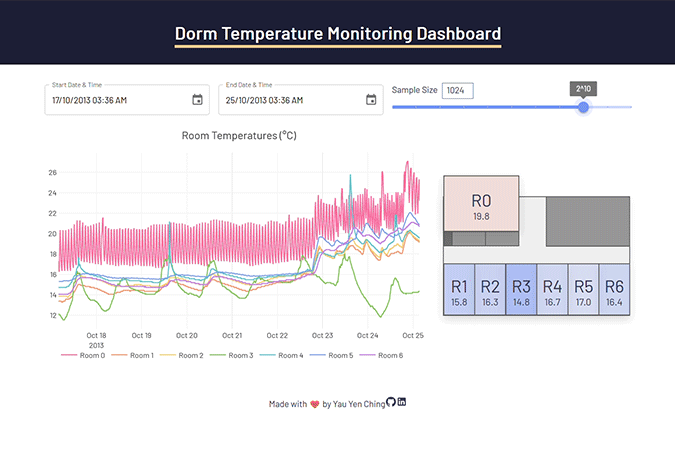 Dorm Temperature Monitoring Dashboard
Start Date & Time
17/10/2013 03:36 AM
End Date & Time
25/10/2013 03:36 AM
Sample Size 1024
2^10
Room Temperatures (°C)
26
24
22
20
18
16
14
12
Oct 18
2013
Oct 19
Oct 20
Oct 21
Oct 22
Oct 23
Oct 24
Oct 25
Room 0 Room 1 Room 2 Room 3 Room 4 Room 5 Room 6
R0
19.8
R1 R2 R3 R4 R5 R6
15.8 16.3 14.8 16.7 17.0 16.4
Made with by Yau Yen Ching